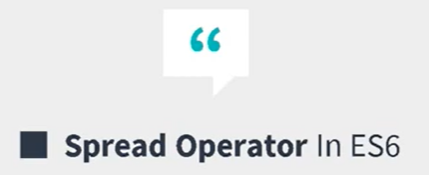 “
Spread Operator In ES6